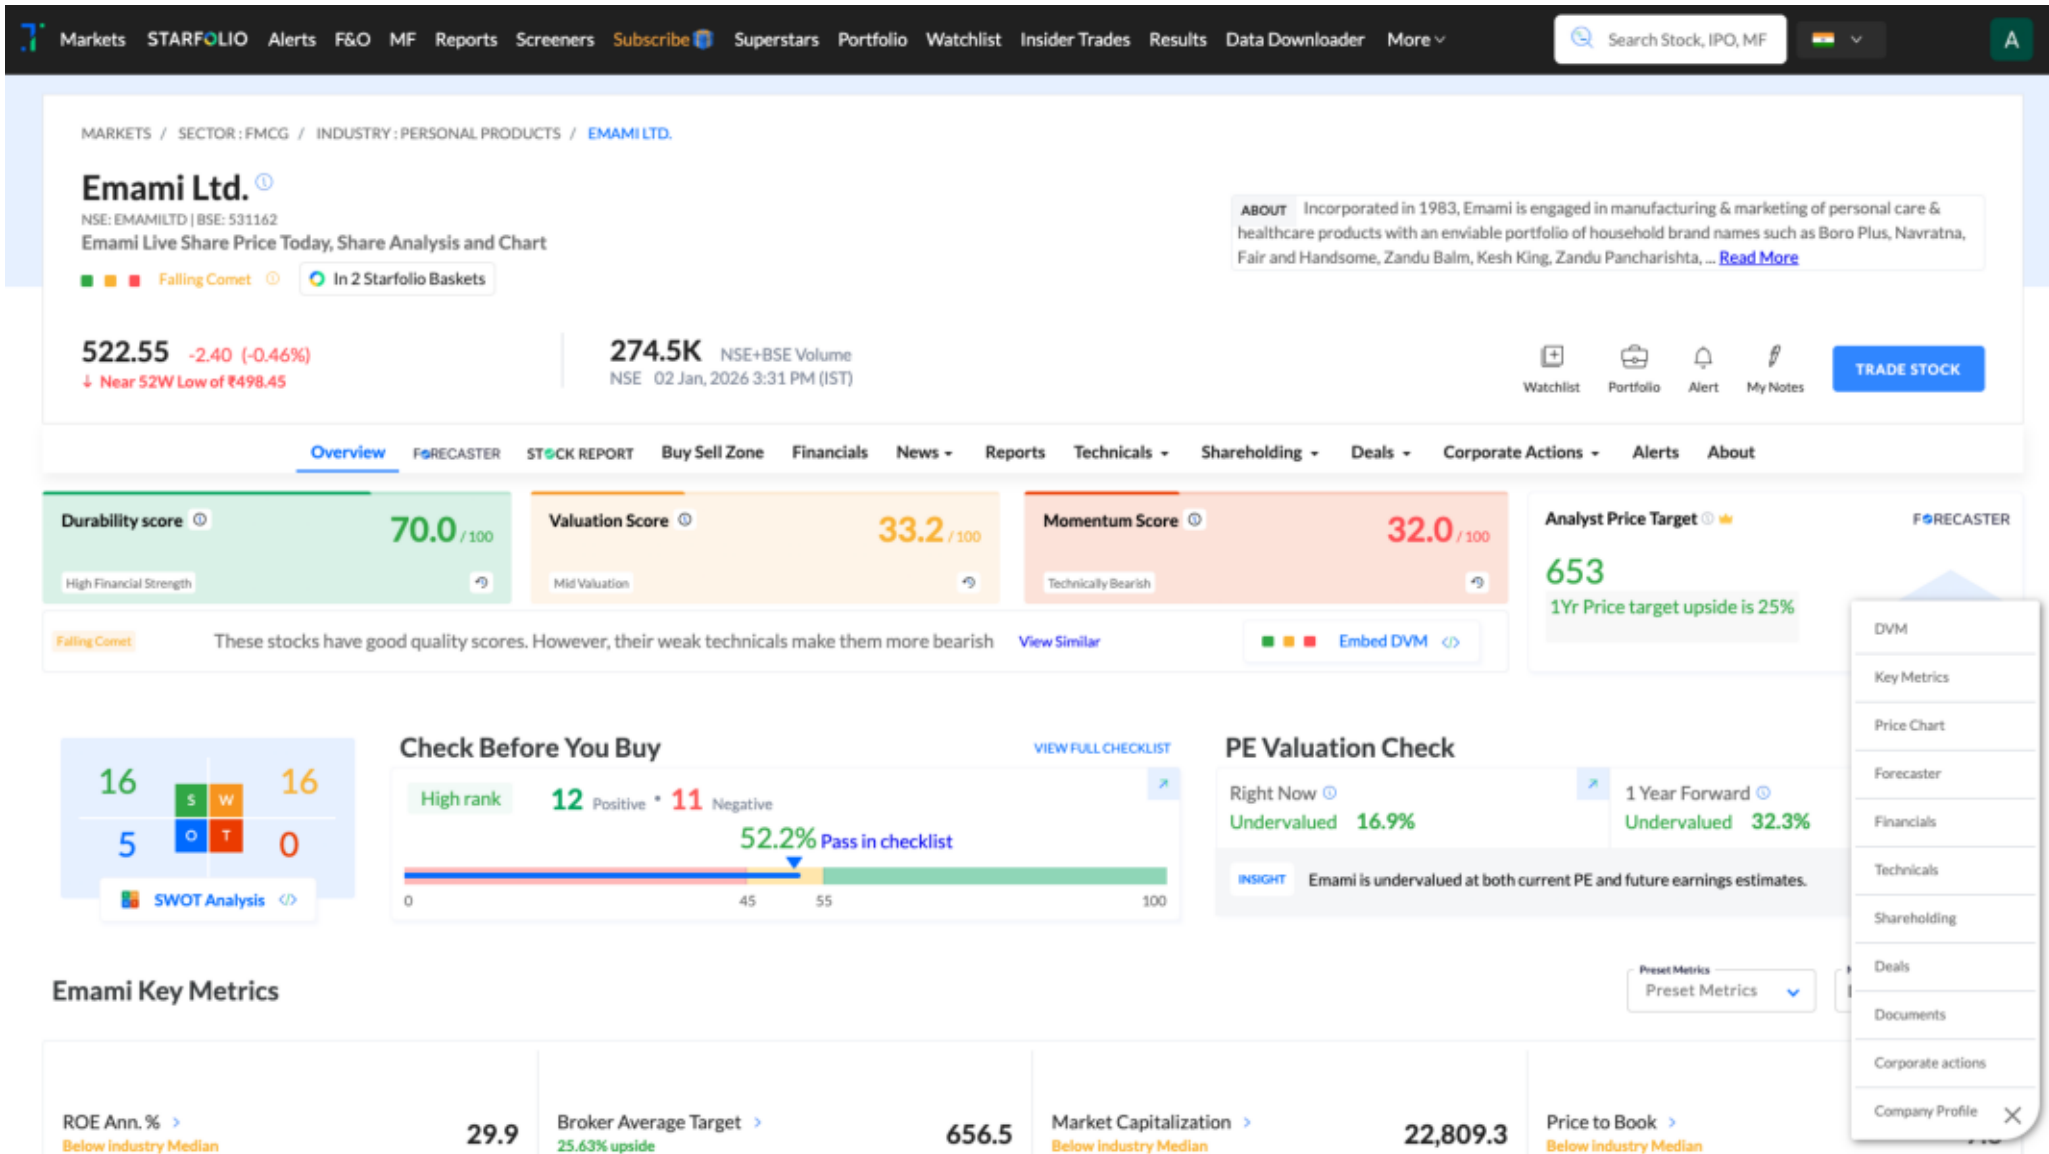 Markets STARFOLIO Alerts F&O MF Reports Screeners Subscribe Superstars Portfolio Watchlist Insider Trades Results Data Downloader More Search Stock, IPO, MF A
MARKETS / SECTOR : FMCG / INDUSTRY : PERSONAL PRODUCTS / EMAMI LTD.
Emami Ltd.
NSE: EMAMILTD | BSE: 531162
Emami Live Share Price Today, Share Analysis and Chart
Falling Comet In 2 Starfolio Baskets
ABOUT Incorporated in 1983, Emami is engaged in manufacturing & marketing of personal care &
healthcare products with an enviable portfolio of household brand names such as Boro Plus, Navratna,
Fair and Handsome, Zandu Balm, Kesh King, Zandu Pancharishta, ... Read More
522.55 -2.40 (-0.46%)
↓ Near 52W Low of ₹498.45
274.5K NSE+BSE Volume
NSE 02 Jan, 2026 3:31 PM (IST)
Watchlist Portfolio Alert My Notes TRADE STOCK
Overview FORECASTER STOCK REPORT Buy Sell Zone Financials News Reports Technicals Shareholding Deals Corporate Actions Alerts About
Durability score 70.0 / 100
High Financial Strength
Valuation Score 33.2 / 100
Mid Valuation
Momentum Score 32.0 / 100
Technically Bearish
Analyst Price Target FORECASTER
653
1Yr Price target upside is 25%
Falling Comet These stocks have good quality scores. However, their weak technicals make them more bearish View Similar Embed DVM </>
16 S W 16
5 O T 0
SWOT Analysis </>
Check Before You Buy VIEW FULL CHECKLIST
High rank 12 Positive • 11 Negative
52.2% Pass in checklist
0 45 55 100
PE Valuation Check
Right Now
Undervalued 16.9%
1 Year Forward
Undervalued 32.3%
INSIGHT Emami is undervalued at both current PE and future earnings estimates.
Emami Key Metrics
Preset Metrics
Preset Metrics
ROE Ann. % > 29.9
Below industry Median
Broker Average Target > 656.5
25.63% upside
Market Capitalization > 22,809.3
Below industry Median
Price to Book >
Below industry Median
DVM
Key Metrics
Price Chart
Forecaster
Financials
Technicals
Shareholding
Deals
Documents
Corporate actions
Company Profile